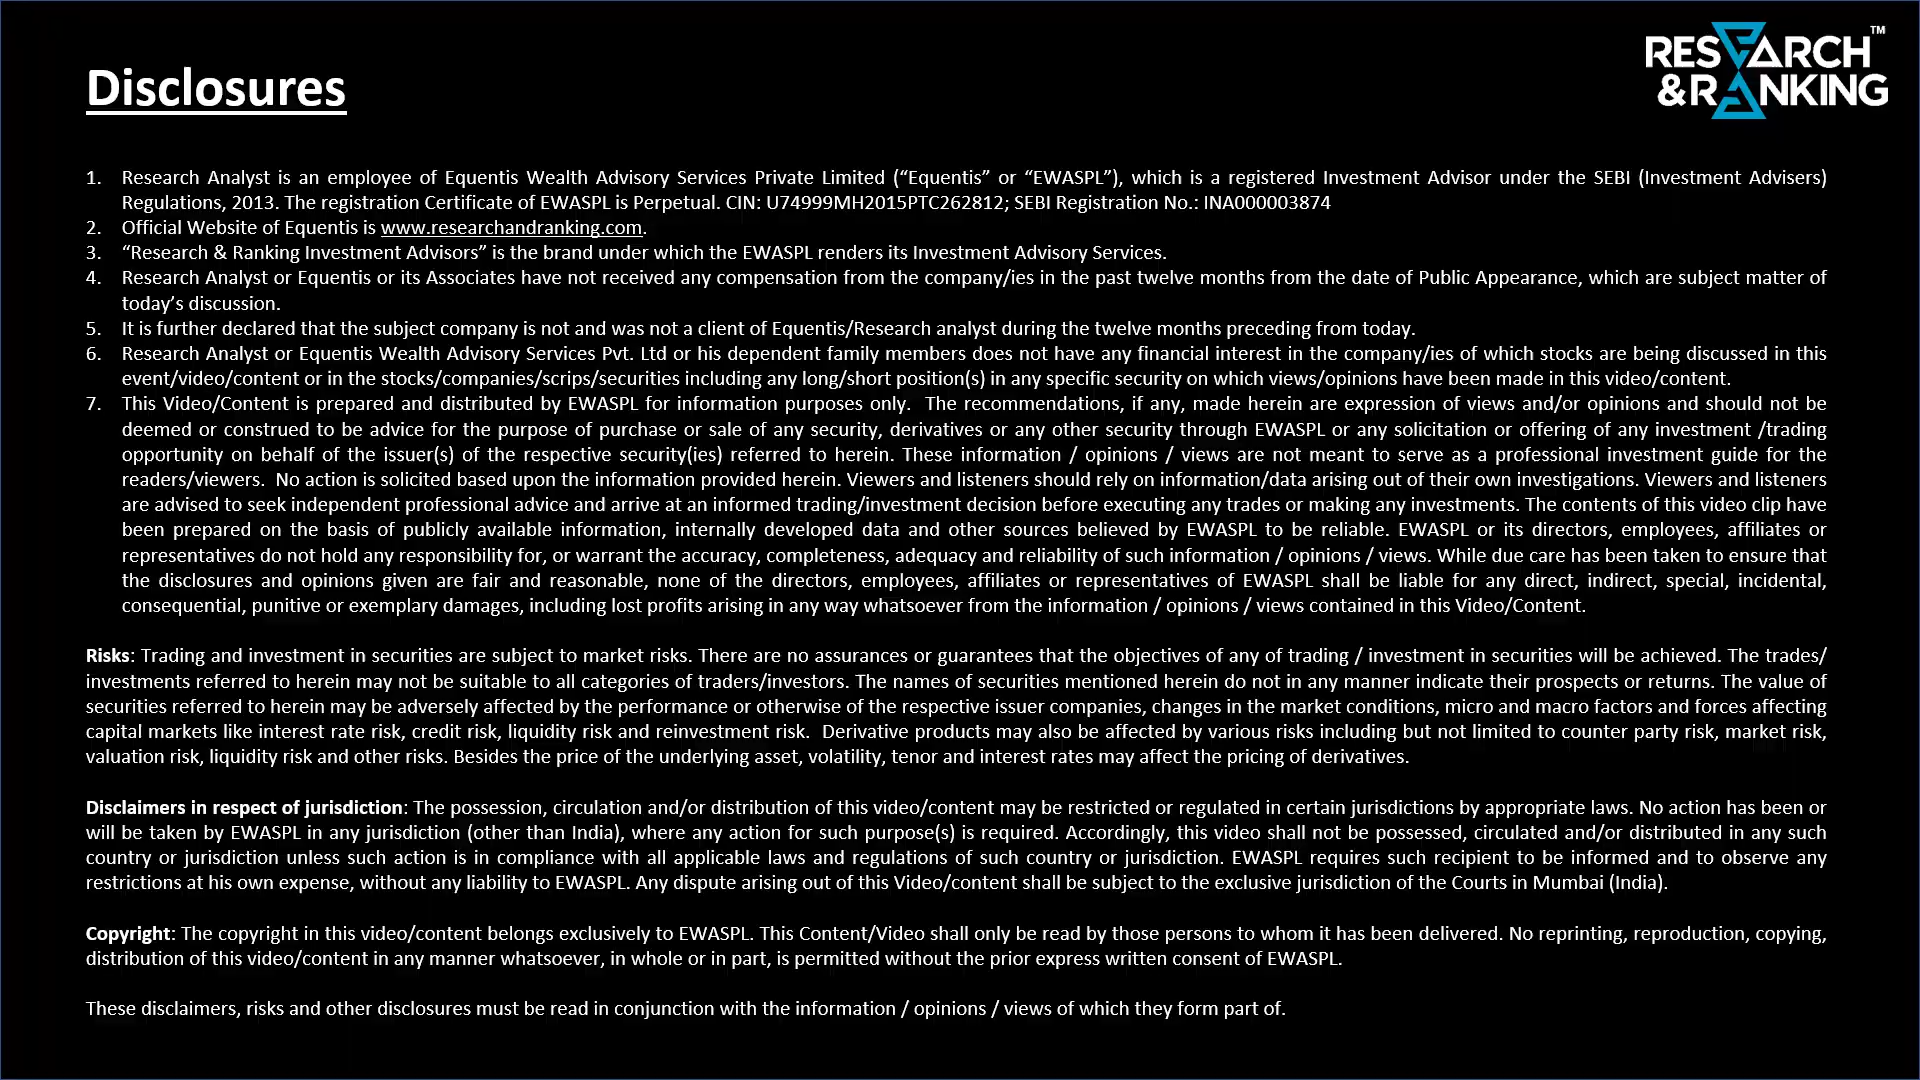 RESEARCH™
&RANKING
Disclosures
1. Research Analyst is an employee of Equentis Wealth Advisory Services Private Limited (“Equentis” or “EWASPL”), which is a registered Investment Advisor under the SEBI (Investment Advisers)
Regulations, 2013. The registration Certificate of EWASPL is Perpetual. CIN: U74999MH2015PTC262812; SEBI Registration No.: INA000003874
2. Official Website of Equentis is www.researchandranking.com.
3. “Research & Ranking Investment Advisors” is the brand under which the EWASPL renders its Investment Advisory Services.
4. Research Analyst or Equentis or its Associates have not received any compensation from the company/ies in the past twelve months from the date of Public Appearance, which are subject matter of
today’s discussion.
5. It is further declared that the subject company is not and was not a client of Equentis/Research analyst during the twelve months preceding from today.
6. Research Analyst or Equentis Wealth Advisory Services Pvt. Ltd or his dependent family members does not have any financial interest in the company/ies of which stocks are being discussed in this
event/video/content or in the stocks/companies/scrips/securities including any long/short position(s) in any specific security on which views/opinions have been made in this video/content.
7. This Video/Content is prepared and distributed by EWASPL for information purposes only. The recommendations, if any, made herein are expression of views and/or opinions and should not be
deemed or construed to be advice for the purpose of purchase or sale of any security, derivatives or any other security through EWASPL or any solicitation or offering of any investment /trading
opportunity on behalf of the issuer(s) of the respective security(ies) referred to herein. These information / opinions / views are not meant to serve as a professional investment guide for the
readers/viewers. No action is solicited based upon the information provided herein. Viewers and listeners should rely on information/data arising out of their own investigations. Viewers and listeners
are advised to seek independent professional advice and arrive at an informed trading/investment decision before executing any trades or making any investments. The contents of this video clip have
been prepared on the basis of publicly available information, internally developed data and other sources believed by EWASPL to be reliable. EWASPL or its directors, employees, affiliates or
representatives do not hold any responsibility for, or warrant the accuracy, completeness, adequacy and reliability of such information / opinions / views. While due care has been taken to ensure that
the disclosures and opinions given are fair and reasonable, none of the directors, employees, affiliates or representatives of EWASPL shall be liable for any direct, indirect, special, incidental,
consequential, punitive or exemplary damages, including lost profits arising in any way whatsoever from the information / opinions / views contained in this Video/Content.
Risks: Trading and investment in securities are subject to market risks. There are no assurances or guarantees that the objectives of any of trading / investment in securities will be achieved. The trades/
investments referred to herein may not be suitable to all categories of traders/investors. The names of securities mentioned herein do not in any manner indicate their prospects or returns. The value of
securities referred to herein may be adversely affected by the performance or otherwise of the respective issuer companies, changes in the market conditions, micro and macro factors and forces affecting
capital markets like interest rate risk, credit risk, liquidity risk and reinvestment risk. Derivative products may also be affected by various risks including but not limited to counter party risk, market risk,
valuation risk, liquidity risk and other risks. Besides the price of the underlying asset, volatility, tenor and interest rates may affect the pricing of derivatives.
Disclaimers in respect of jurisdiction: The possession, circulation and/or distribution of this video/content may be restricted or regulated in certain jurisdictions by appropriate laws. No action has been or
will be taken by EWASPL in any jurisdiction (other than India), where any action for such purpose(s) is required. Accordingly, this video shall not be possessed, circulated and/or distributed in any such
country or jurisdiction unless such action is in compliance with all applicable laws and regulations of such country or jurisdiction. EWASPL requires such recipient to be informed and to observe any
restrictions at his own expense, without any liability to EWASPL. Any dispute arising out of this Video/content shall be subject to the exclusive jurisdiction of the Courts in Mumbai (India).
Copyright: The copyright in this video/content belongs exclusively to EWASPL. This Content/Video shall only be read by those persons to whom it has been delivered. No reprinting, reproduction, copying,
distribution of this video/content in any manner whatsoever, in whole or in part, is permitted without the prior express written consent of EWASPL.
These disclaimers, risks and other disclosures must be read in conjunction with the information / opinions / views of which they form part of.